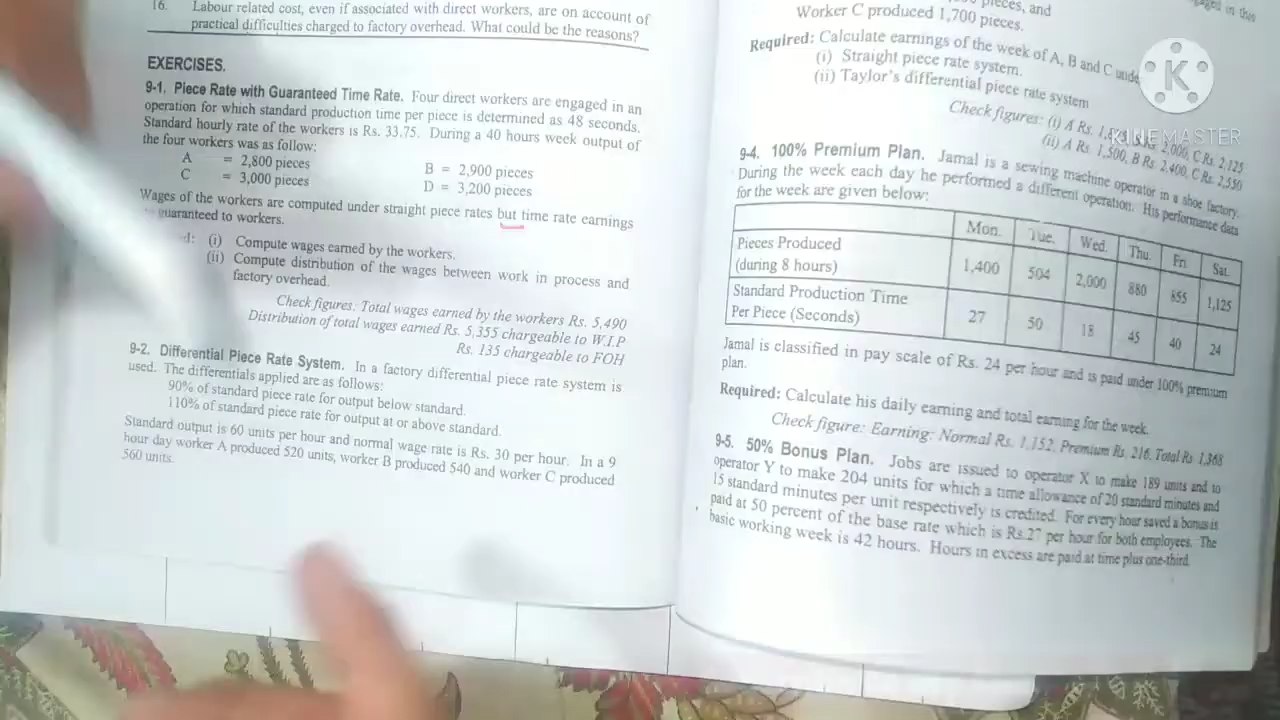 16. Labour related cost, even if associated with direct workers, are on account of
practical difficulties charged to factory overhead. What could be the reasons?
EXERCISES.
9-1. Piece Rate with Guaranteed Time Rate. Four direct workers are engaged in an
operation for which standard production time per piece is determined as 48 seconds.
Standard hourly rate of the workers is Rs. 33.75. During a 40 hours week output of
the four workers was as follow:
A = 2,800 pieces B = 2,900 pieces
C = 3,000 pieces D = 3,200 pieces
Wages of the workers are computed under straight piece rates but time rate earnings
guaranteed to workers.
(i) Compute wages earned by the workers.
(ii) Compute distribution of the wages between work in process and
factory overhead.
Check figures: Total wages earned by the workers Rs. 5,490
Distribution of total wages earned Rs. 5,355 chargeable to W.I.P
Rs. 135 chargeable to FOH
9-2. Differential Piece Rate System. In a factory differential piece rate system is
used. The differentials applied are as follows:
90% of standard piece rate for output below standard.
110% of standard piece rate for output at or above standard.
Standard output is 60 units per hour and normal wage rate is Rs. 30 per hour. In a 9
hour day worker A produced 520 units, worker B produced 540 and worker C produced
560 units.
pieces, and
Worker C produced 1,700 pieces.
Required: Calculate earnings of the week of A, B and C
(i) Straight piece rate system.
(ii) Taylor's differential piece rate system
Check figures: (i) A Rs. 2,000, C Rs. 2,125
(ii) A Rs. 1,500, B Rs. 2,400, C Rs. 2,550
9-4. 100% Premium Plan. Jamal is a sewing machine operator in a shoe factory.
During the week each day he performed a different operation. His performance data
for the week are given below:
Mon. Tue. Wed. Thu. Fri. Sat.
Pieces Produced
(during 8 hours) 1,400 504 2,000 880 855 1,125
Standard Production Time
Per Piece (Seconds) 27 50 18 45 40 24
Jamal is classified in pay scale of Rs. 24 per hour and is paid under 100% premium
plan.
Required: Calculate his daily earning and total earning for the week.
Check figure: Earning: Normal Rs. 1,152, Premium Rs. 216, Total Rs 1,368
9-5. 50% Bonus Plan. Jobs are issued to operator X to make 189 units and to
operator Y to make 204 units for which a time allowance of 20 standard minutes and
15 standard minutes per unit respectively is credited. For every hour saved a bonus is
paid at 50 percent of the base rate which is Rs.27 per hour for both employees. The
basic working week is 42 hours. Hours in excess are paid at time plus one-third.
K
KINEMASTER